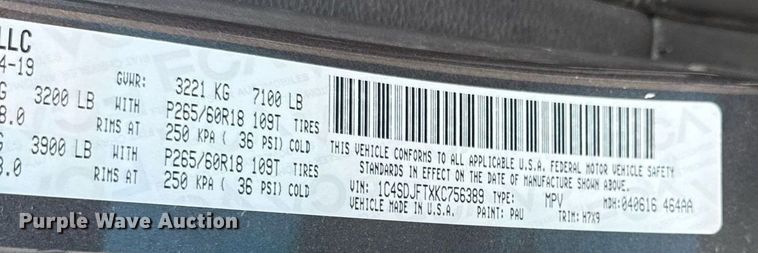 LLC
4-19
GVWR: 3221 KG 7100 LB
G 3200 LB WITH P265/60R18 109T TIRES
8.0 RIMS AT 250 KPA ( 36 PSI) COLD
G 3900 LB WITH P265/60R18 109T TIRES
8.0 RIMS AT 250 KPA ( 36 PSI) COLD
THIS VEHICLE CONFORMS TO ALL APPLICABLE U.S.A. FEDERAL MOTOR VEHICLE SAFETY
STANDARDS IN EFFECT ON THE DATE OF MANUFACTURE SHOWN ABOVE.
VIN: 1C4SDJFTXKC756389 TYPE: MPV MDH:040616 464AA
VEHICLE MADE IN U.S.A. PAINT: PAU TRIM: H7X9
Purple Wave Auction